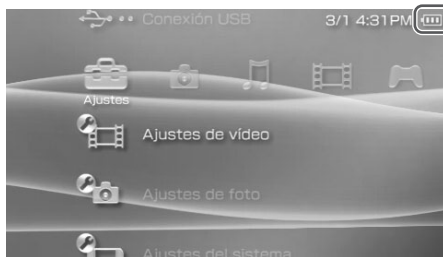 Conexión USB
3/1 4:31PM
Ajustes
Ajustes de vídeo
Ajustes de foto
Ajustes del sistema